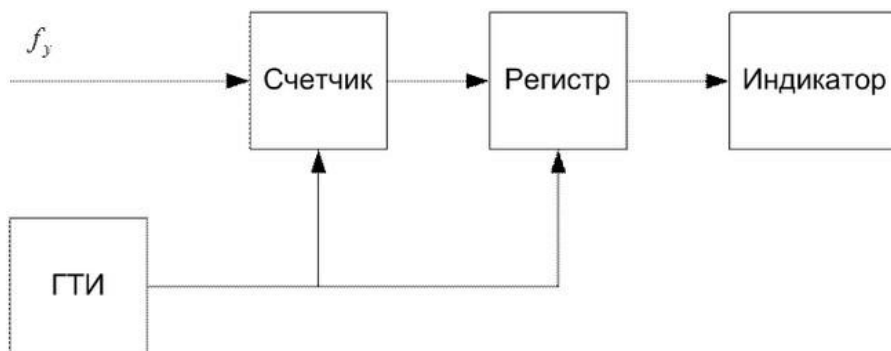 f_y
Счетчик
Регистр
Индикатор
ГТИ